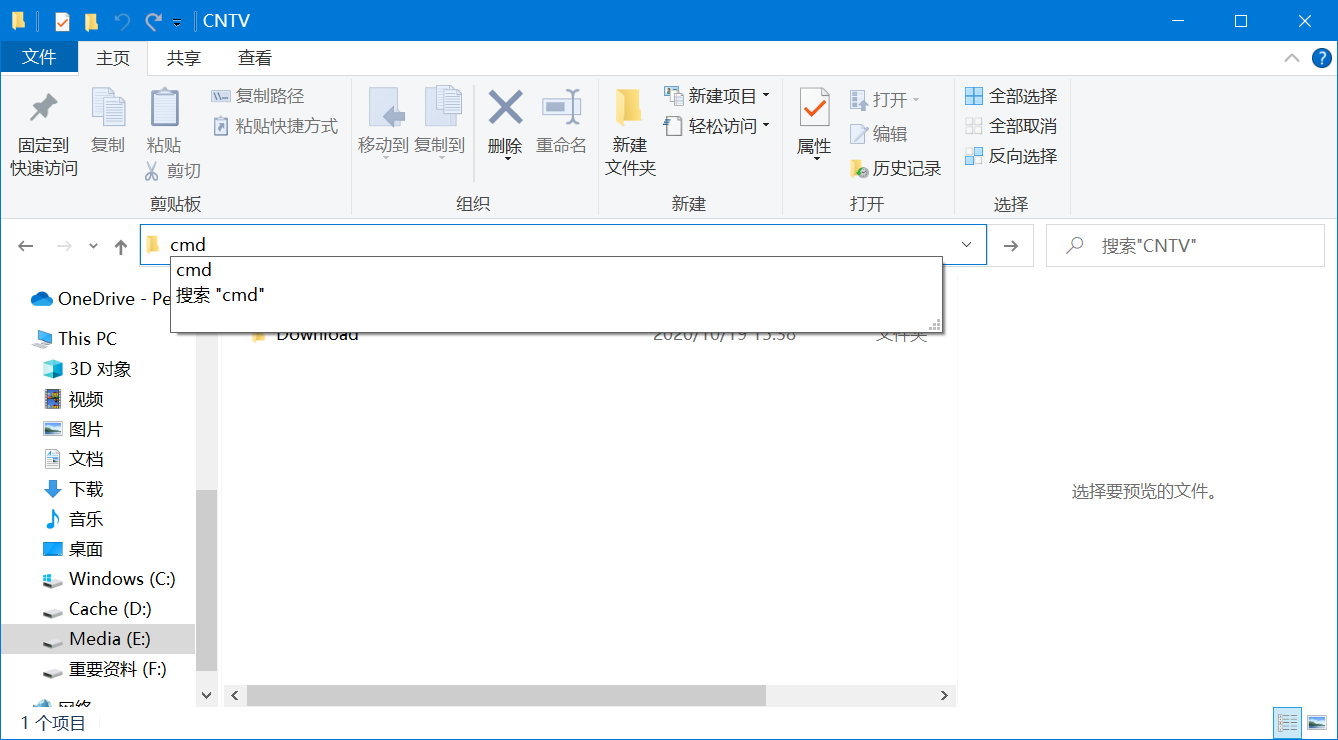 CNTV
文件 主页 共享 查看
固定到
快速访问
复制
粘贴
剪切
复制路径
粘贴快捷方式
剪贴板
移动到
复制到
删除
重命名
组织
新建
文件夹
新建项目
轻松访问
新建
属性
打开
编辑
历史记录
打开
全部选择
全部取消
反向选择
选择
cmd
搜索"CNTV"
cmd
搜索 "cmd"
OneDrive - Pe
This PC
3D 对象
视频
图片
文档
下载
音乐
桌面
Windows (C:)
Cache (D:)
Media (E:)
重要资料 (F:)
网络
Download 2020/10/19 15:38 文件夹
选择要预览的文件。
1 个项目